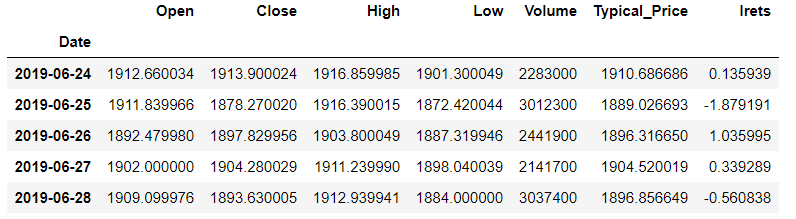 Open Close High Low Volume Typical_Price lrets
Date
2019-06-24 1912.660034 1913.900024 1916.859985 1901.300049 2283000 1910.686686 0.135939
2019-06-25 1911.839966 1878.270020 1916.390015 1872.420044 3012300 1889.026693 -1.879191
2019-06-26 1892.479980 1897.829956 1903.800049 1887.319946 2441900 1896.316650 1.035995
2019-06-27 1902.000000 1904.280029 1911.239990 1898.040039 2141700 1904.520019 0.339289
2019-06-28 1909.099976 1893.630005 1912.939941 1884.000000 3037400 1896.856649 -0.560838